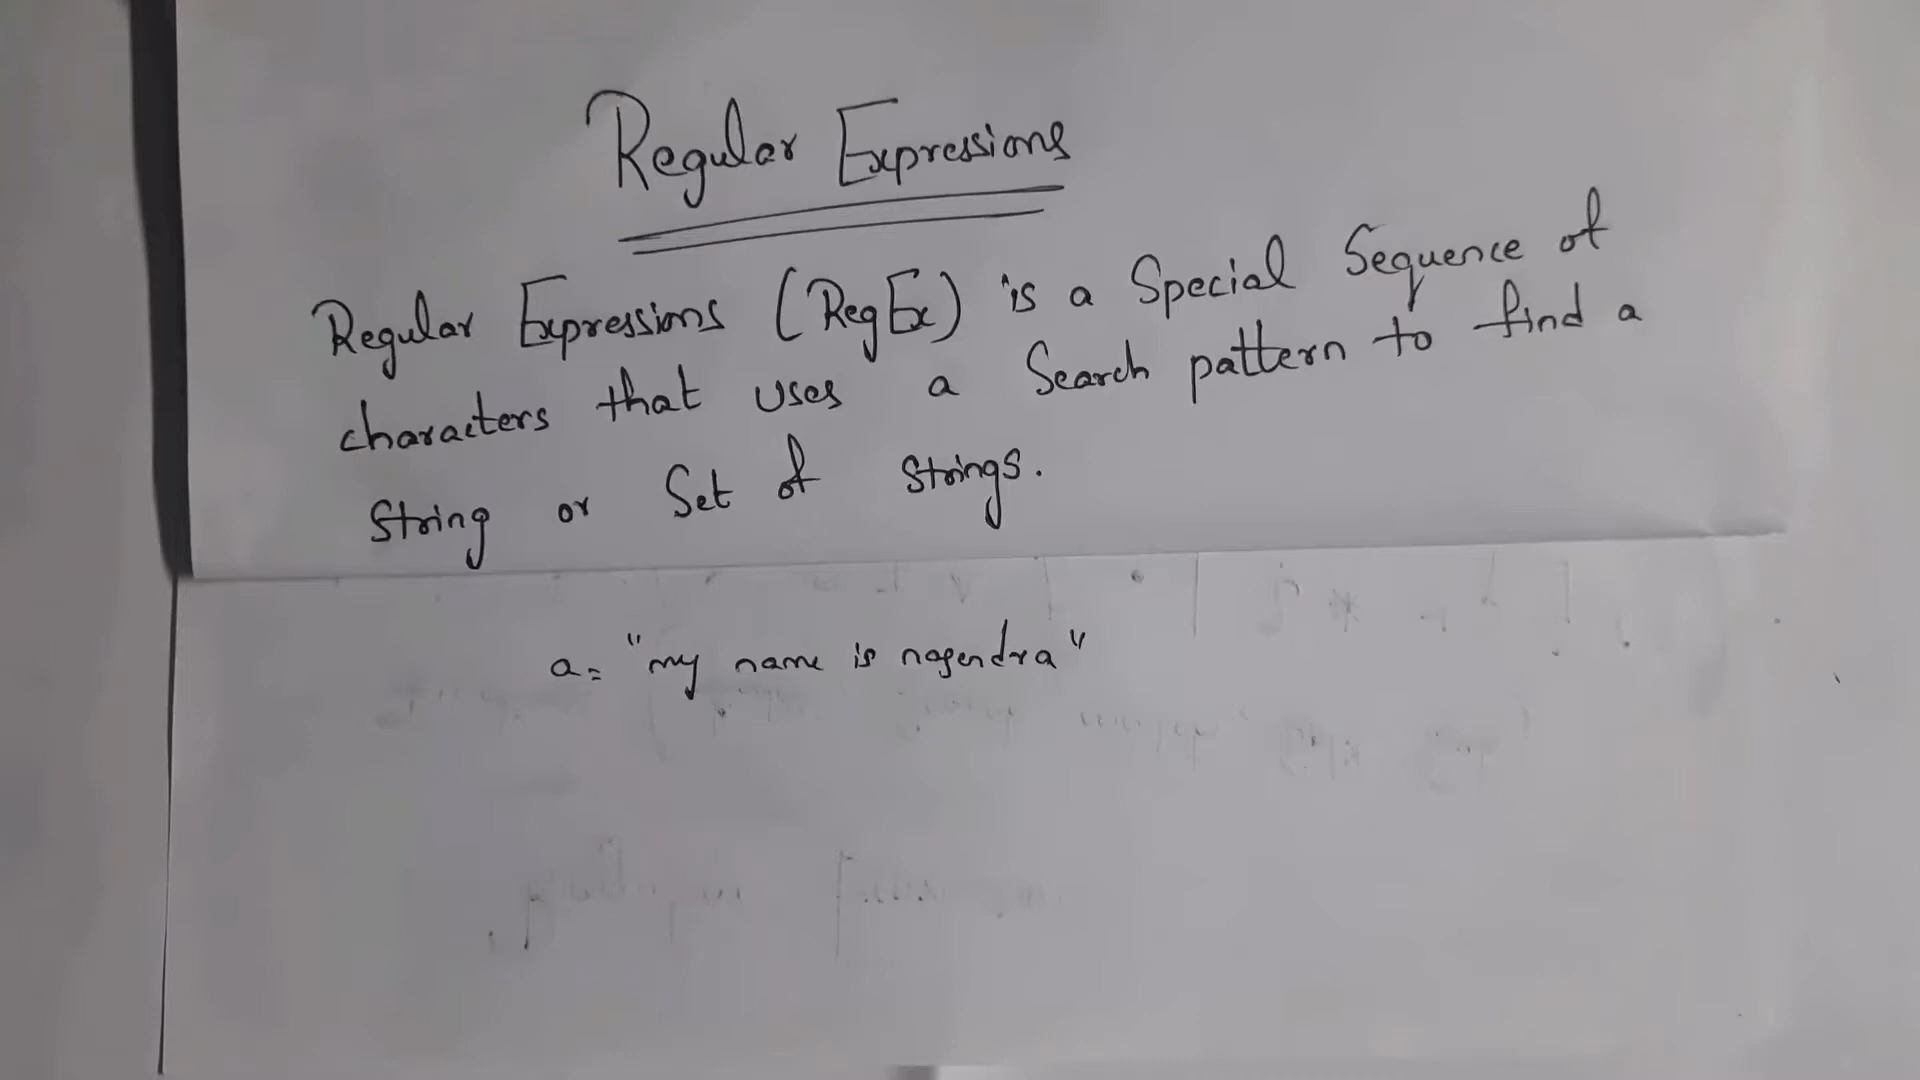 Regular Expressions
Regular Expressions (RegEx) is a Special Sequence of
characters that uses a Search pattern to find a
String or Set of Strings.
a= "my name is nagendra"